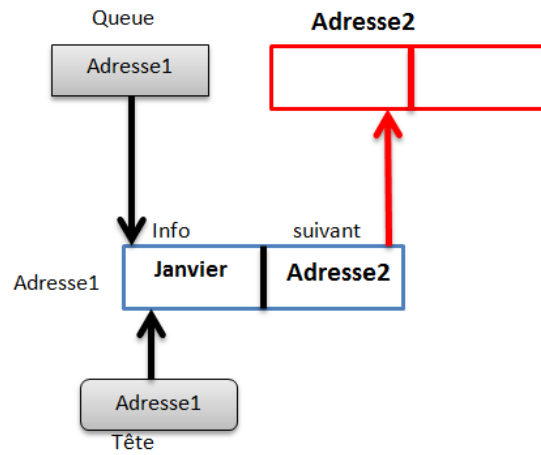 Queue
Adresse2
Adresse1
Info
suivant
Adresse1
Janvier
Adresse2
Adresse1
Tête